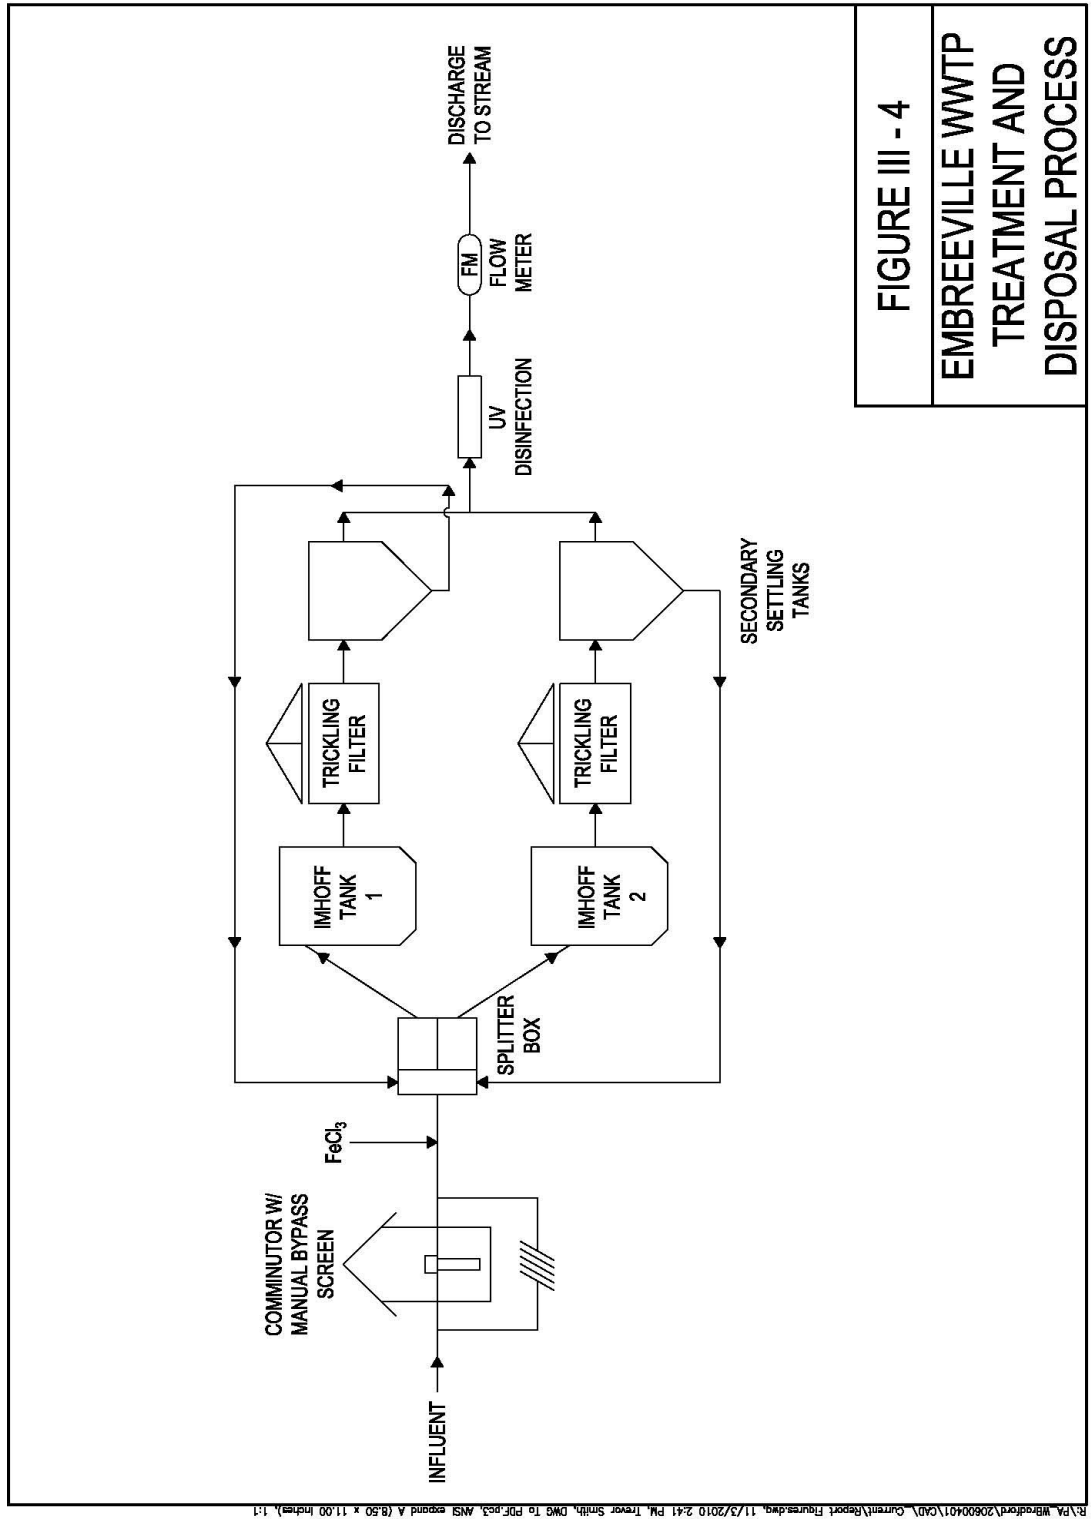 INFLUENT
COMMINUTOR W/
MANUAL BYPASS
SCREEN
FeCl3
SPLITTER
BOX
IMHOFF
TANK
1
IMHOFF
TANK
2
TRICKLING
FILTER
TRICKLING
FILTER
SECONDARY
SETTLING
TANKS
UV
DISINFECTION
FM
FLOW
METER
DISCHARGE
TO STREAM
FIGURE III - 4
EMBREEVILLE WWTP
TREATMENT AND
DISPOSAL PROCESS
R:\PA_WBradford\20600401\CAD\_Current\Report Figures.dwg, 11/3/2010 2:41 PM, Trevor Smith, DWG To PDF.pc3, ANSI expand A (8.50 x 11.00 Inches), 1:1